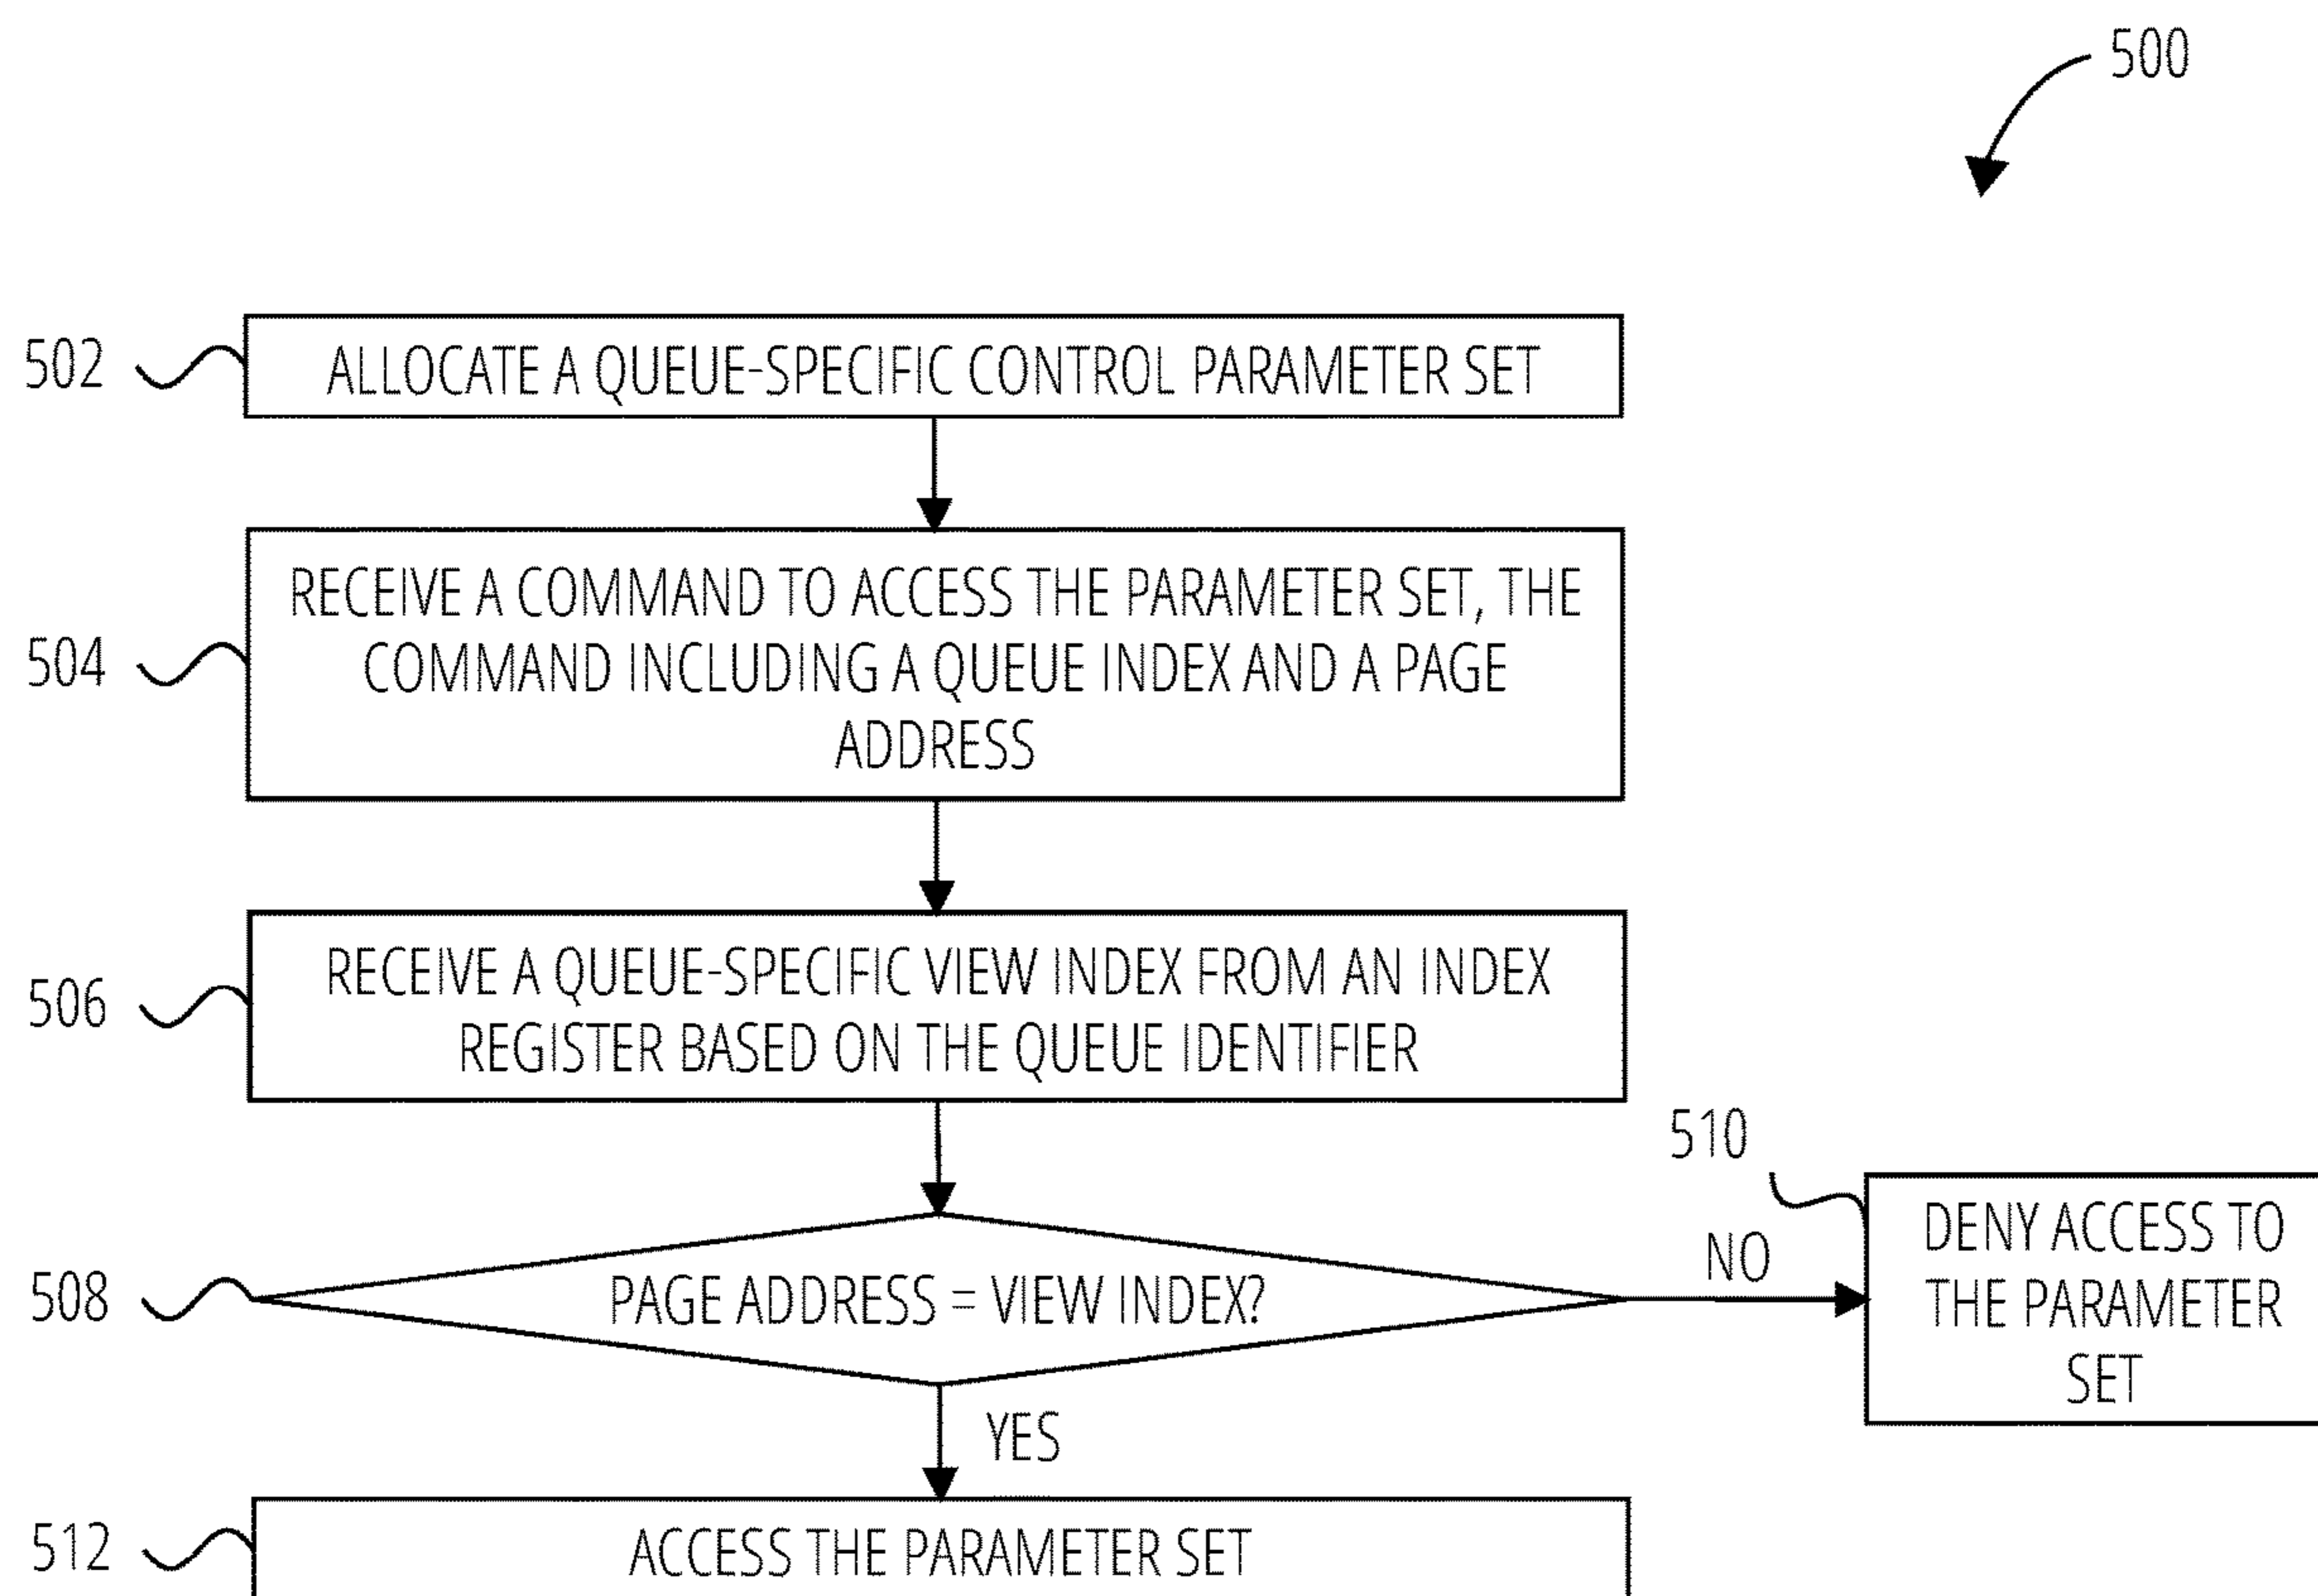 500
502
ALLOCATE A QUEUE-SPECIFIC CONTROL PARAMETER SET
504
RECEIVE A COMMAND TO ACCESS THE PARAMETER SET, THE
COMMAND INCLUDING A QUEUE INDEX AND A PAGE
ADDRESS
506
RECEIVE A QUEUE-SPECIFIC VIEW INDEX FROM AN INDEX
REGISTER BASED ON THE QUEUE IDENTIFIER
508
PAGE ADDRESS = VIEW INDEX?
NO
510
DENY ACCESS TO
THE PARAMETER
SET
YES
512
ACCESS THE PARAMETER SET